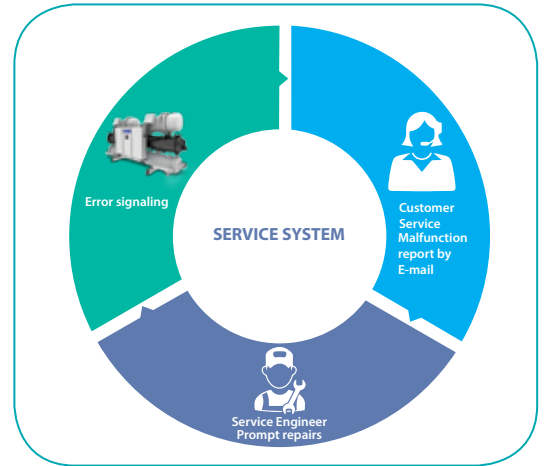 Error signaling
SERVICE SYSTEM
Customer
Service
Malfunction
report by
E-mail
Service Engineer
Prompt repairs